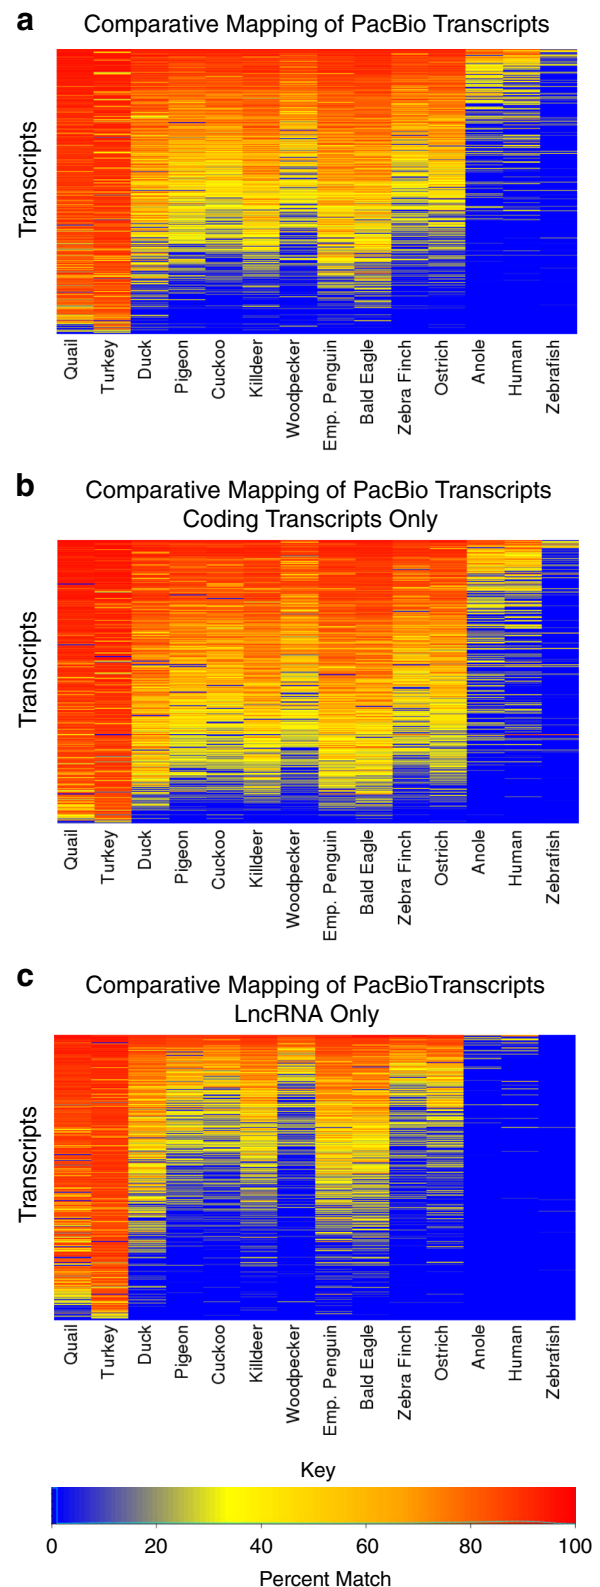 a
Comparative Mapping of PacBio Transcripts
Transcripts
Quail
Turkey
Duck
Pigeon
Cuckoo
Killdeer
Woodpecker
Emp. Penguin
Bald Eagle
Zebra Finch
Ostrich
Anole
Human
Zebrafish
b
Comparative Mapping of PacBio Transcripts
Coding Transcripts Only
Transcripts
Quail
Turkey
Duck
Pigeon
Cuckoo
Killdeer
Woodpecker
Emp. Penguin
Bald Eagle
Zebra Finch
Ostrich
Anole
Human
Zebrafish
c
Comparative Mapping of PacBioTranscripts
LncRNA Only
Transcripts
Quail
Turkey
Duck
Pigeon
Cuckoo
Killdeer
Woodpecker
Emp. Penguin
Bald Eagle
Zebra Finch
Ostrich
Anole
Human
Zebrafish
Key
0 20 40 60 80 100
Percent Match